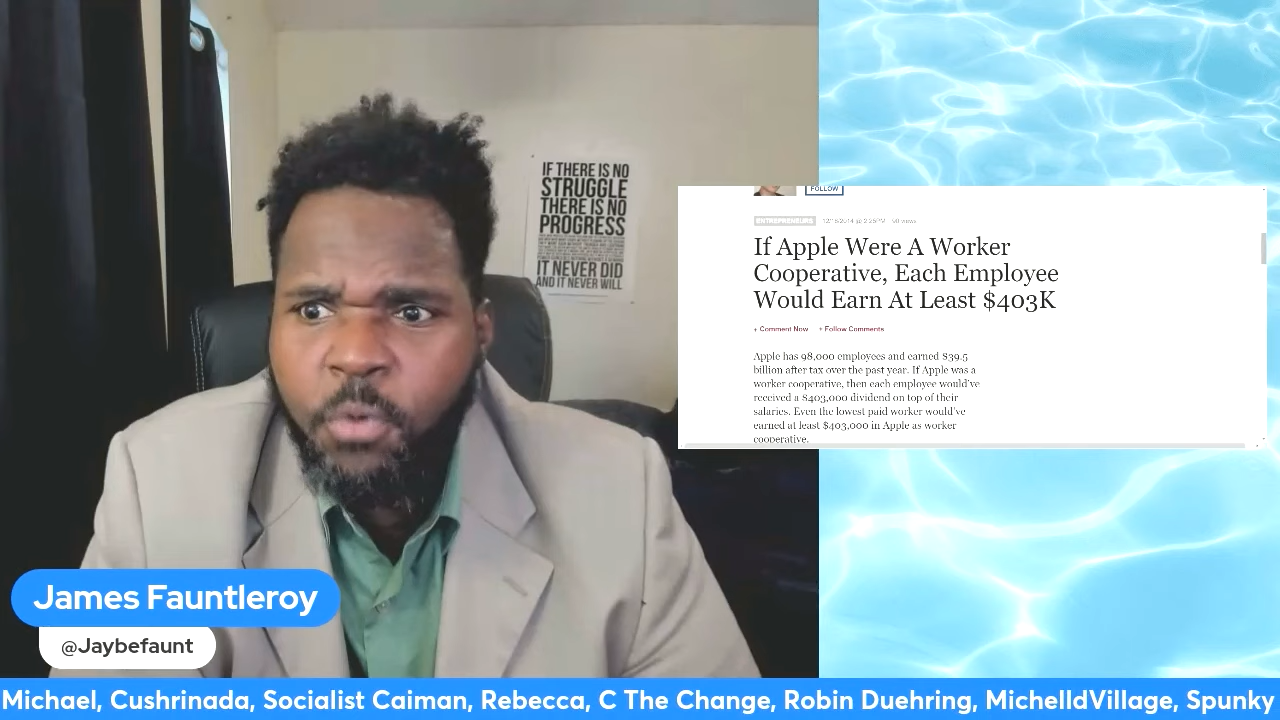 IF THERE IS NO
STRUGGLE
THERE IS NO
PROGRESS
IT NEVER DID
AND IT NEVER WILL
FOLLOW
ENTREPRENEURS
If Apple Were A Worker
Cooperative, Each Employee
Would Earn At Least $403K
+ Comment Now + Follow Comments
Apple has 98,000 employees and earned $39.5
billion after tax over the past year. If Apple was a
worker cooperative, then each employee would've
received a $403,000 dividend on top of their
salaries. Even the lowest paid worker would've
earned at least $403,000 in Apple as worker
cooperative.
James Fauntleroy
@Jaybefaunt
Michael, Cushrinada, Socialist Caiman, Rebecca, C The Change, Robin Duehring, MichelldVillage, Spunky